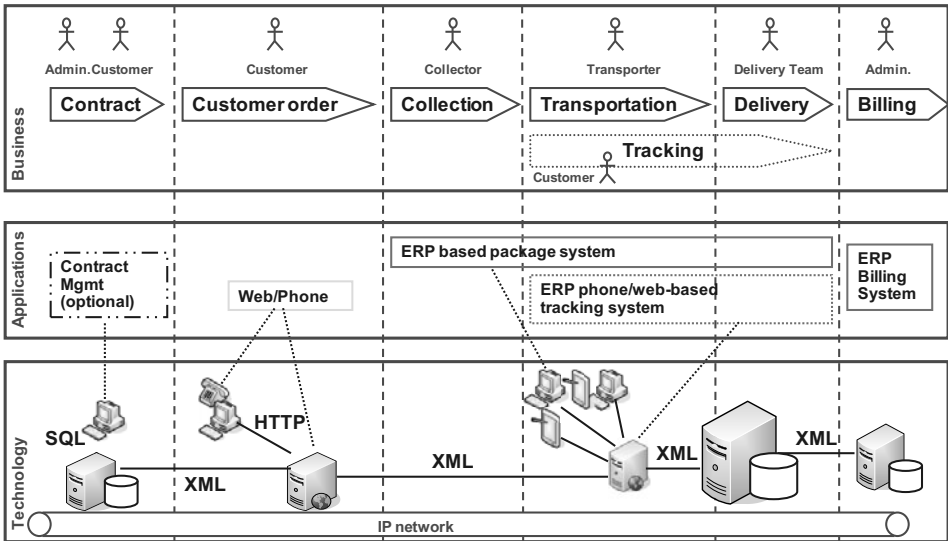 Business
Admin. Customer
Customer
Collector
Transporter
Delivery Team
Admin.
Contract
Customer order
Collection
Transportation
Delivery
Billing
Tracking
Customer
Applications
Contract
Mgmt
(optional)
Web/Phone
ERP based package system
ERP phone/web-based
tracking system
ERP
Billing
System
Technology
SQL
HTTP
XML
XML
XML
XML
IP network